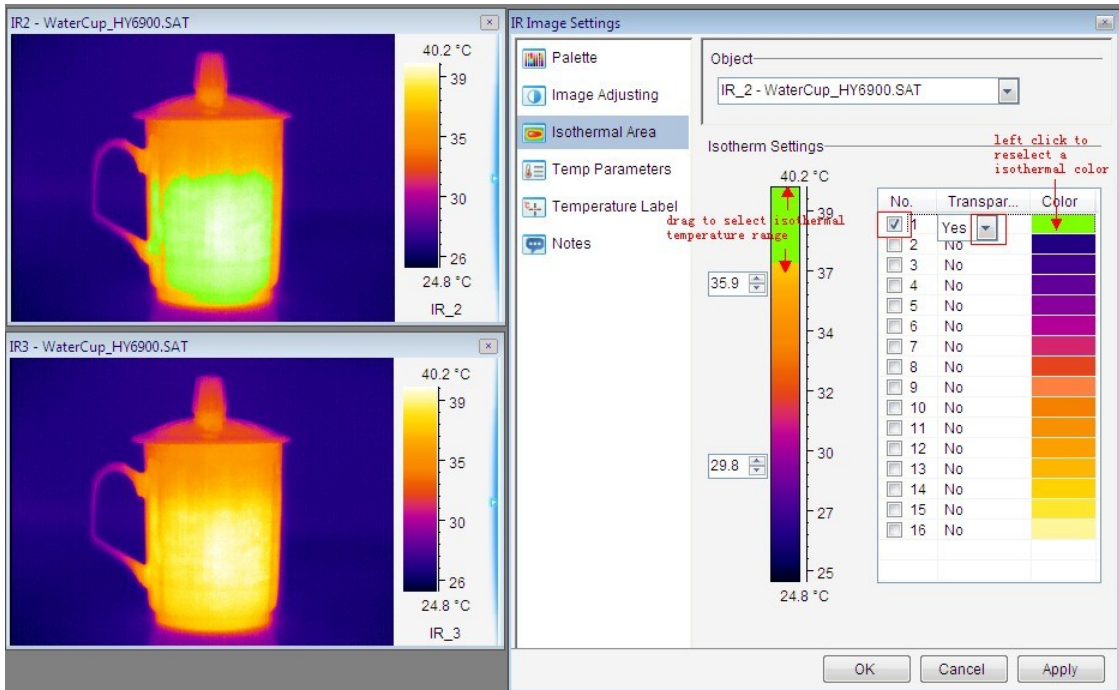 IR2 - WaterCup_HY6900.SAT
40.2 °C
39
35
30
26
24.8 °C
IR_2
IR3 - WaterCup_HY6900.SAT
40.2 °C
39
35
30
26
24.8 °C
IR_3
IR Image Settings
Palette
Image Adjusting
Isothermal Area
Temp Parameters
Temperature Label
Notes
Object
IR_2 - WaterCup_HY6900.SAT
Isotherm Settings
left click to
reselect a
isothermal color
40.2 °C
39
drag to select isothermal
temperature range
37
35.9
34
32
30
29.8
27
25
24.8 °C
No. Transpar... Color
1 Yes
2 No
3 No
4 No
5 No
6 No
7 No
8 No
9 No
10 No
11 No
12 No
13 No
14 No
15 No
16 No
OK Cancel Apply